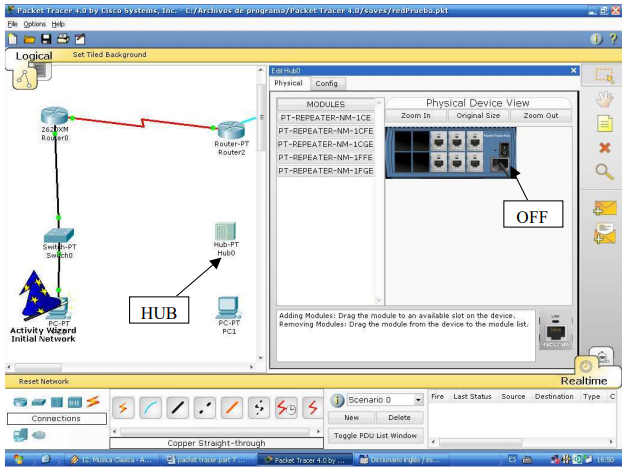 Packet Tracer 4.0 by Cisco Systems, Inc. - C:/Archivos de programa/Packet Tracer 4.0/saves/redPrueba.pkt
File Options Help
Logical
Set Tiled Background
Edit Hub0
Physical Config
MODULES
PT-REPEATER-NM-1CE
PT-REPEATER-NM-1CFE
PT-REPEATER-NM-1CGE
PT-REPEATER-NM-1FFE
PT-REPEATER-NM-1FGE
Physical Device View
Zoom In Original Size Zoom Out
OFF
2620XM
Router0
Router-PT
Router2
Switch-PT
Switch0
Hub-PT
Hub0
HUB
PC-PT
PC-PT
PC1
Activity Wizard
Initial Network
Adding Modules: Drag the module to an available slot on the device.
Removing Modules: Drag the module from the device to the module list.
Reset Network
Realtime
Connections
Copper Straight-through
Scenario 0
New Delete
Toggle PDU List Window
Fire Last Status Source Destination Type C
12. Musica Clasica - A...
packet tracer part 7 ...
Packet Tracer 4.0 by ...
Diccionario inglés / es...
ES
16:50